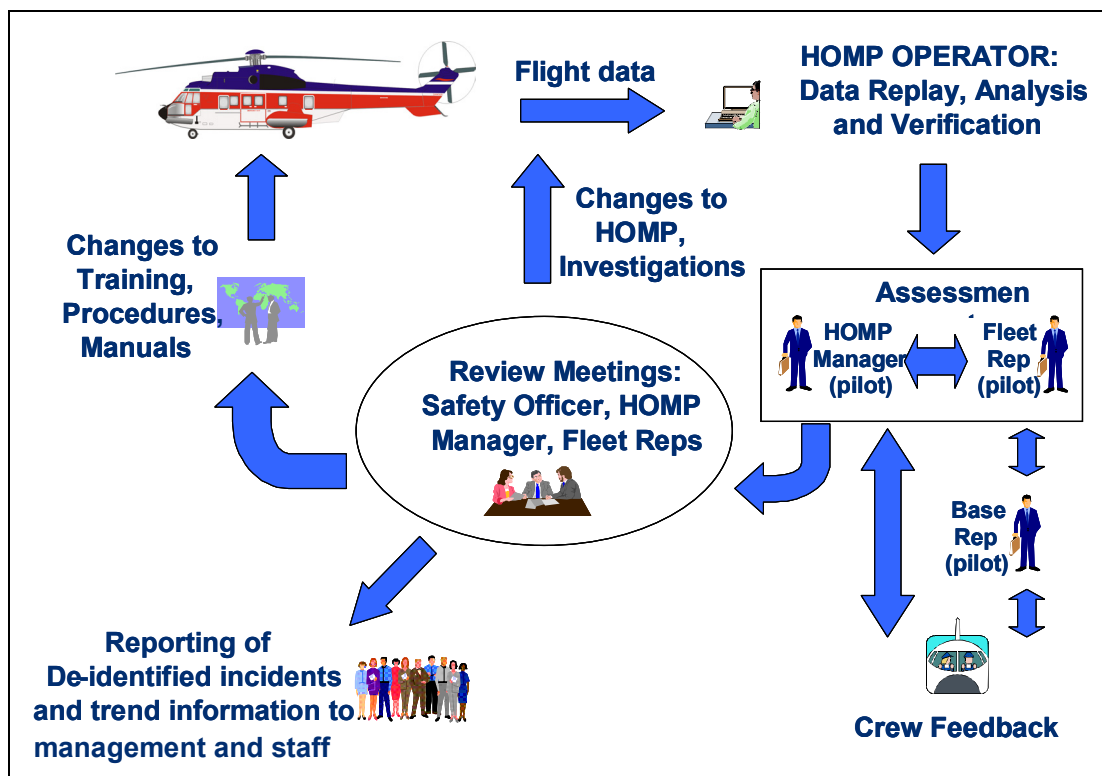 Flight data
HOMP OPERATOR:
Data Replay, Analysis
and Verification
Changes to
HOMP,
Investigations
Changes to
Training,
Procedures,
Manuals
Assessmen
HOMP
Manager
(pilot)
Fleet
Rep
(pilot)
Review Meetings:
Safety Officer, HOMP
Manager, Fleet Reps
Base
Rep
(pilot)
Reporting of
De-identified incidents
and trend information to
management and staff
Crew Feedback